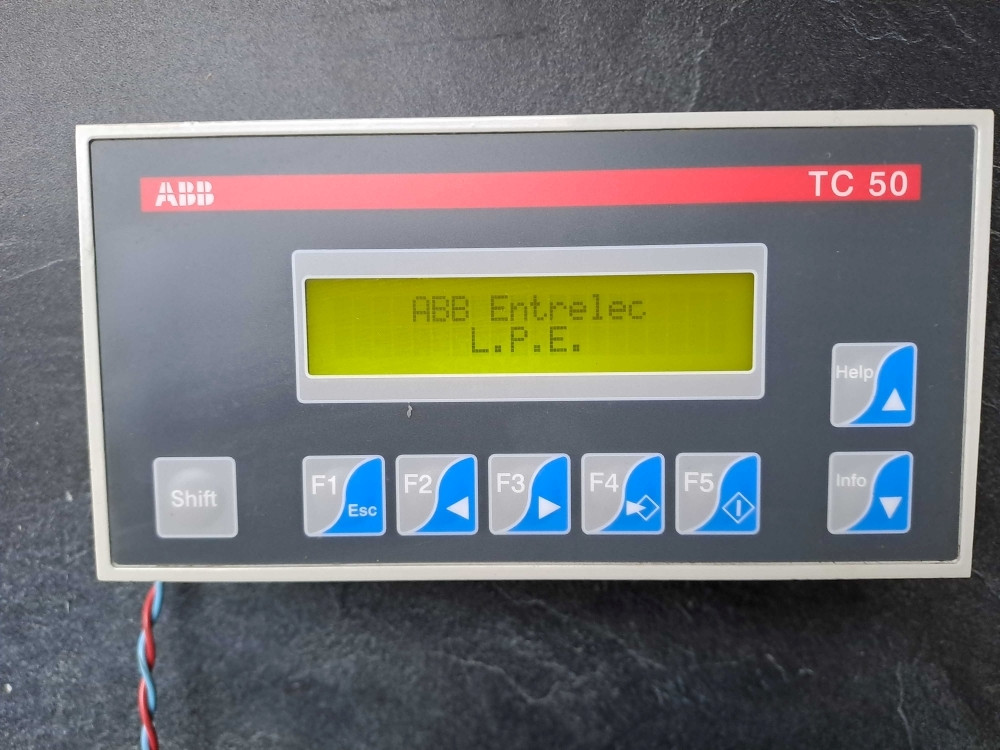 ABB TC 50
ABB Entrelec
L.P.E.
Help
Shift F1 Esc F2 F3 F4 F5 Info